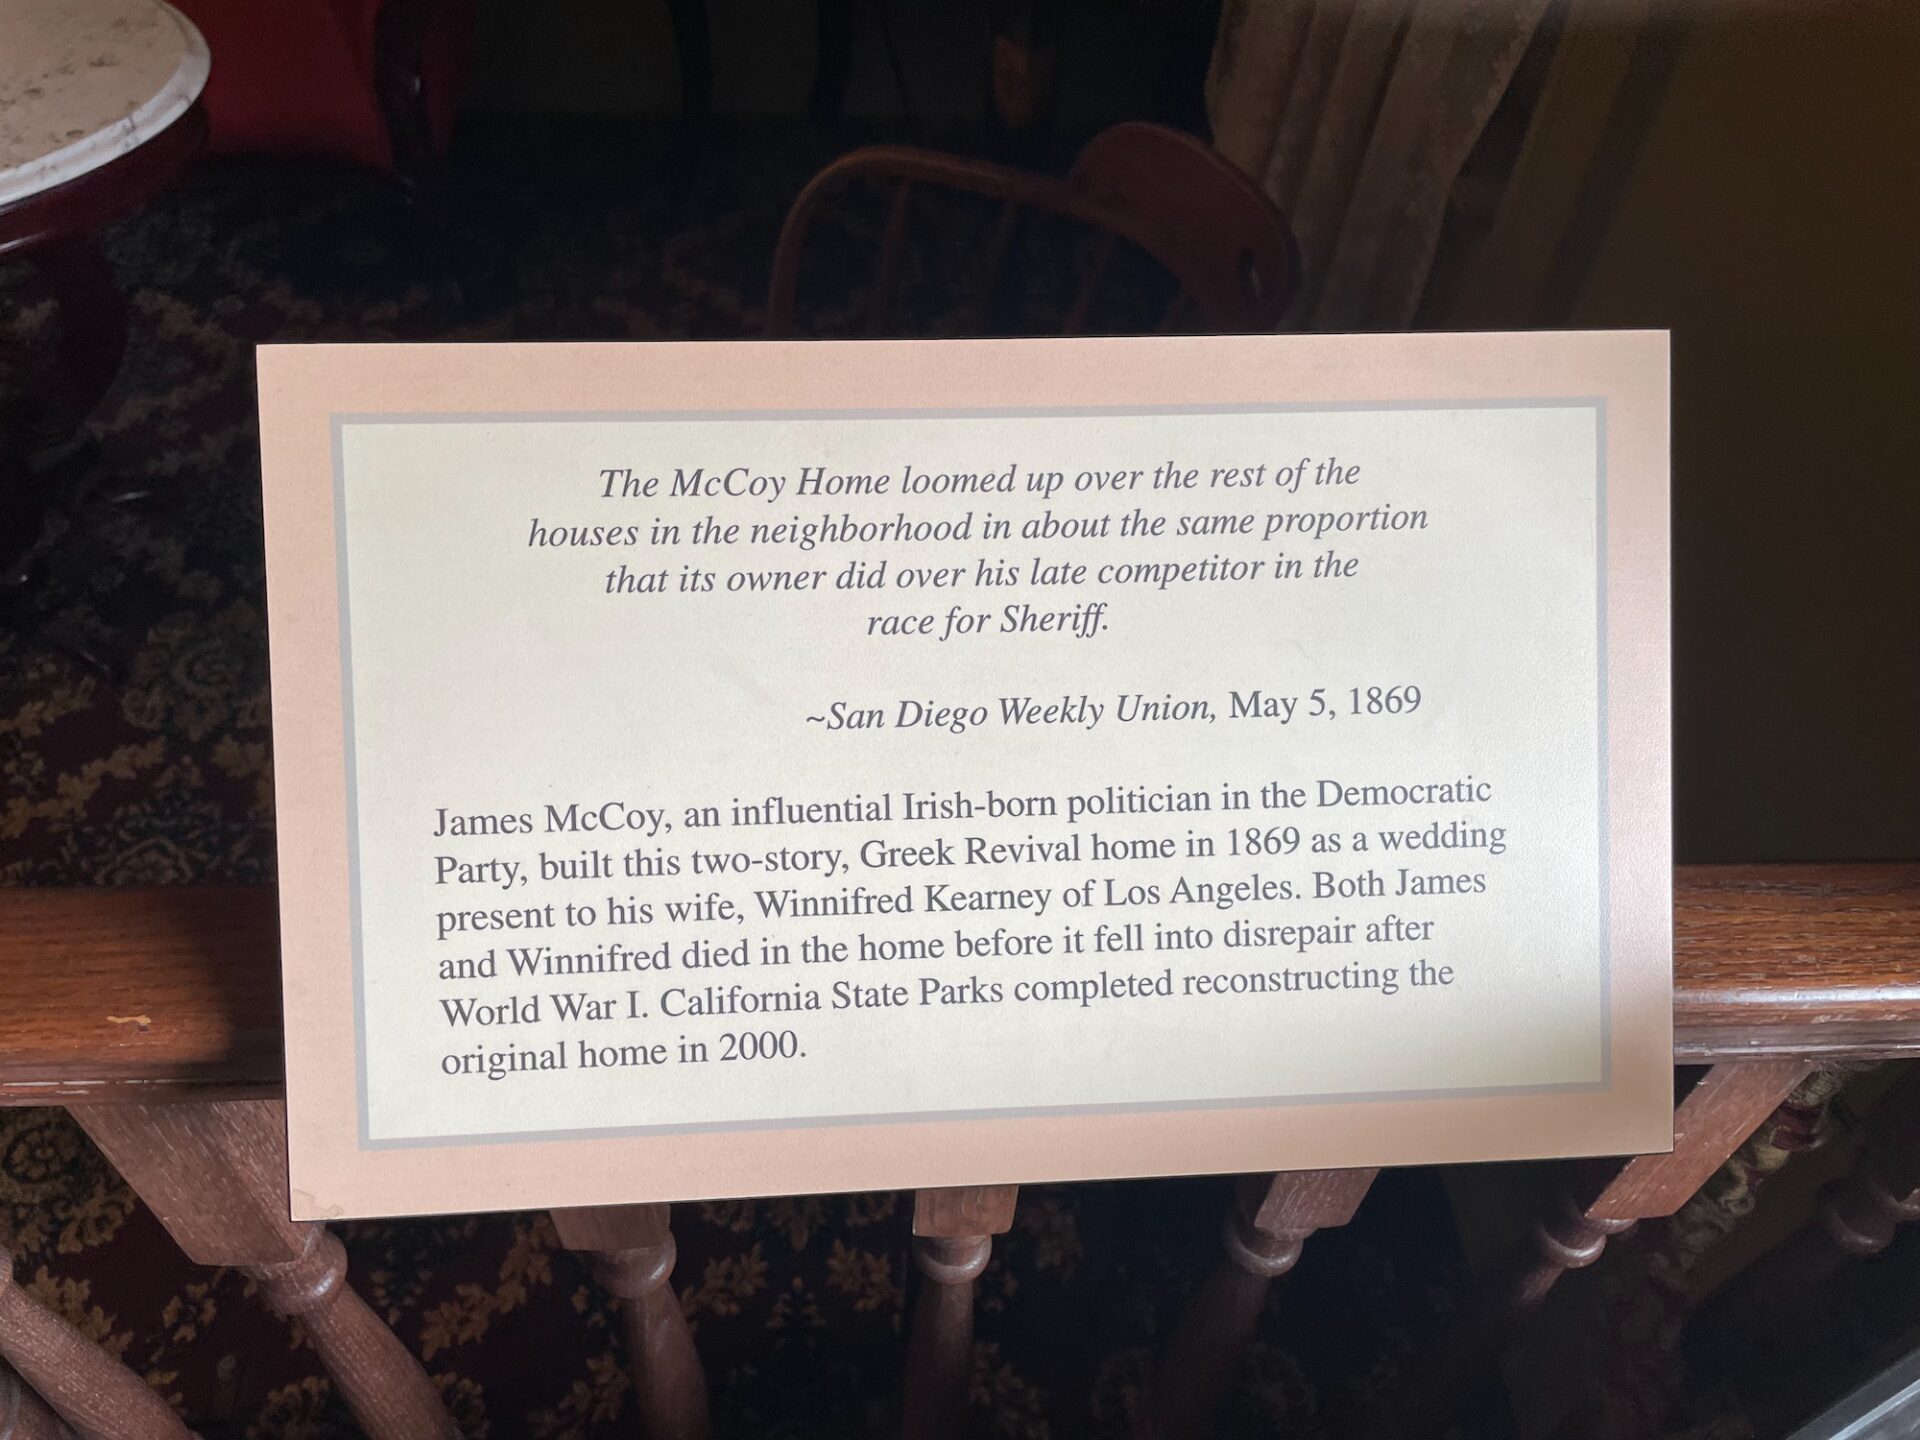 The McCoy Home loomed up over the rest of the
houses in the neighborhood in about the same proportion
that its owner did over his late competitor in the
race for Sheriff.
~San Diego Weekly Union, May 5, 1869
James McCoy, an influential Irish-born politician in the Democratic
Party, built this two-story, Greek Revival home in 1869 as a wedding
present to his wife, Winnifred Kearney of Los Angeles. Both James
and Winnifred died in the home before it fell into disrepair after
World War I. California State Parks completed reconstructing the
original home in 2000.